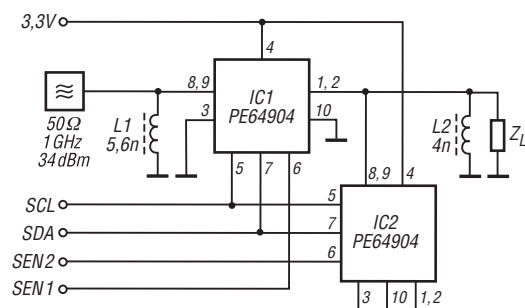 3,3V
4
8,9
IC1
PE64904
1, 2
3
10
5
7
6
50Ω
1GHz
34dBm
L1
5,6n
L2
4n
Z_L
8,9
4
SCL
5
IC2
PE64904
SDA
7
SEN2
6
SEN1
3
10
1,2